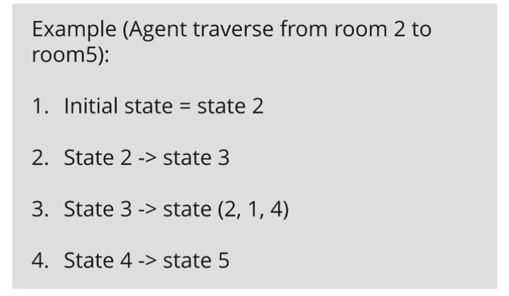 Example (Agent traverse from room 2 to
room5):
1. Initial state = state 2
2. State 2 -> state 3
3. State 3 -> state (2, 1, 4)
4. State 4 -> state 5